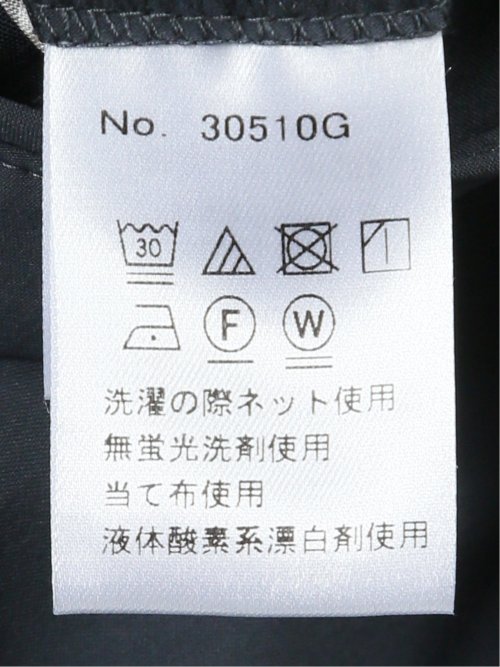 No. 30510G
30
F W
洗濯の際ネット使用
無蛍光洗剤使用
当て布使用
液体酸素系漂白剤使用